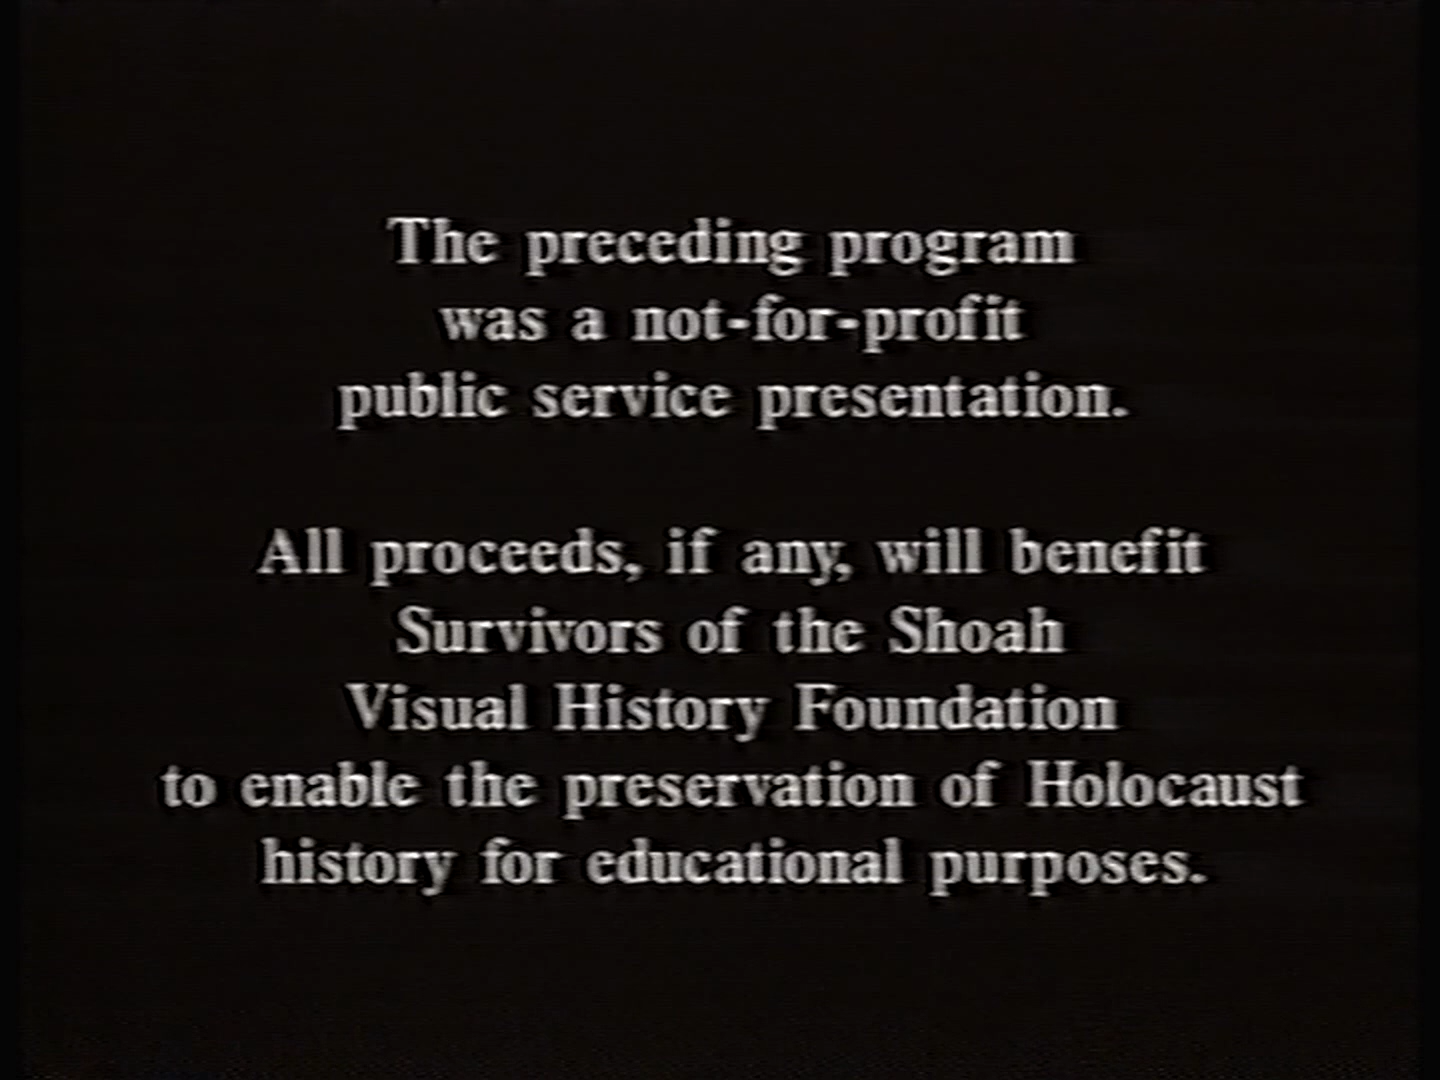 The preceding program
was a not-for-profit
public service presentation.
All proceeds, if any, will benefit
Survivors of the Shoah
Visual History Foundation
to enable the preservation of Holocaust
history for educational purposes.